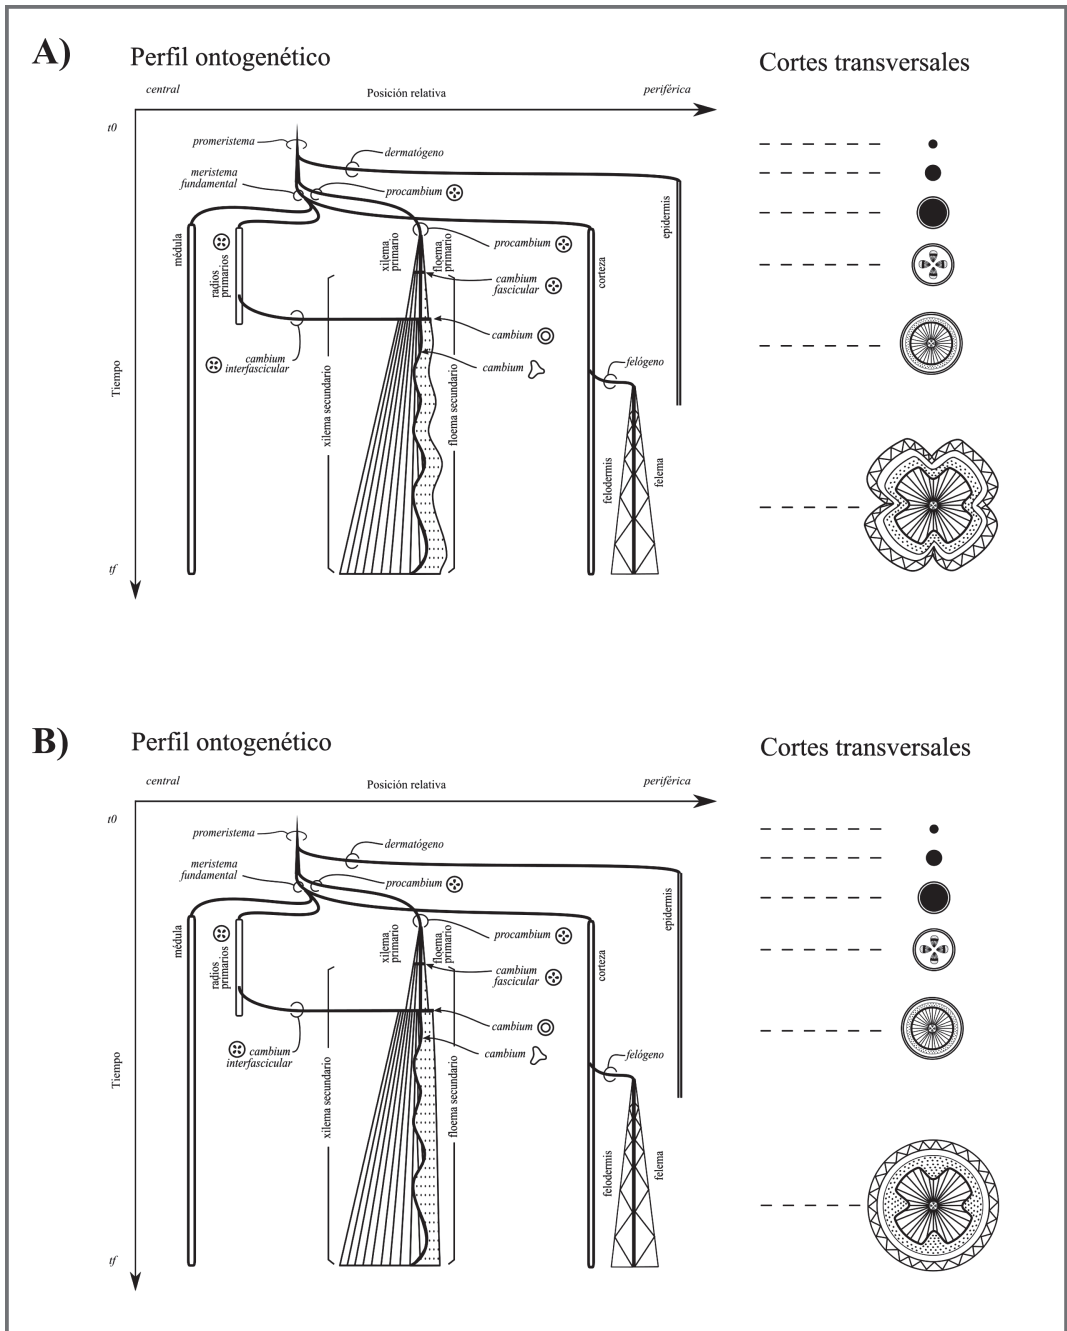 A)
Perfil ontogenético
Cortes transversales
central
Posición relativa
periférica
t0
promeristema
dermatógeno
meristema
fundamental
procambium
médula
radios
primarios
xilema
primario
floema
primario
procambium
epidermis
corteza
cambium
fascicular
cambium
cambium
interfascicular
cambium
felógeno
Tiempo
xilema secundario
floema secundario
felodermis
felema
tf
B)
Perfil ontogenético
Cortes transversales
central
Posición relativa
periférica
t0
promeristema
dermatógeno
meristema
fundamental
procambium
médula
radios
primarios
xilema
primario
floema
primario
procambium
epidermis
corteza
cambium
fascicular
cambium
cambium
interfascicular
cambium
felógeno
Tiempo
xilema secundario
floema secundario
felodermis
felema
tf